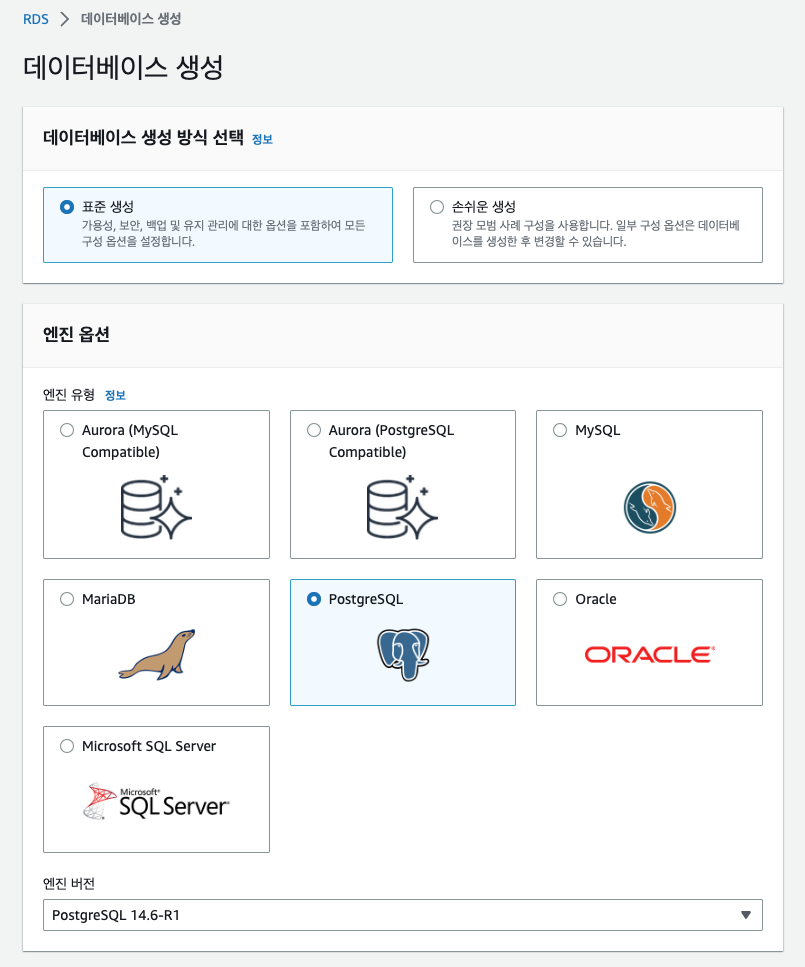 RDS > 데이터베이스 생성
데이터베이스 생성
데이터베이스 생성 방식 선택 정보
표준 생성
가용성, 보안, 백업 및 유지 관리에 대한 옵션을 포함하여 모든
구성 옵션을 설정합니다.
손쉬운 생성
권장 모범 사례 구성을 사용합니다. 일부 구성 옵션은 데이터베
이스를 생성한 후 변경할 수 있습니다.
엔진 옵션
엔진 유형 정보
Aurora (MySQL
Compatible)
Aurora (PostgreSQL
Compatible)
MySQL
MariaDB
PostgreSQL
Oracle
ORACLE®
Microsoft SQL Server
Microsoft®
SQL Server®
엔진 버전
PostgreSQL 14.6-R1